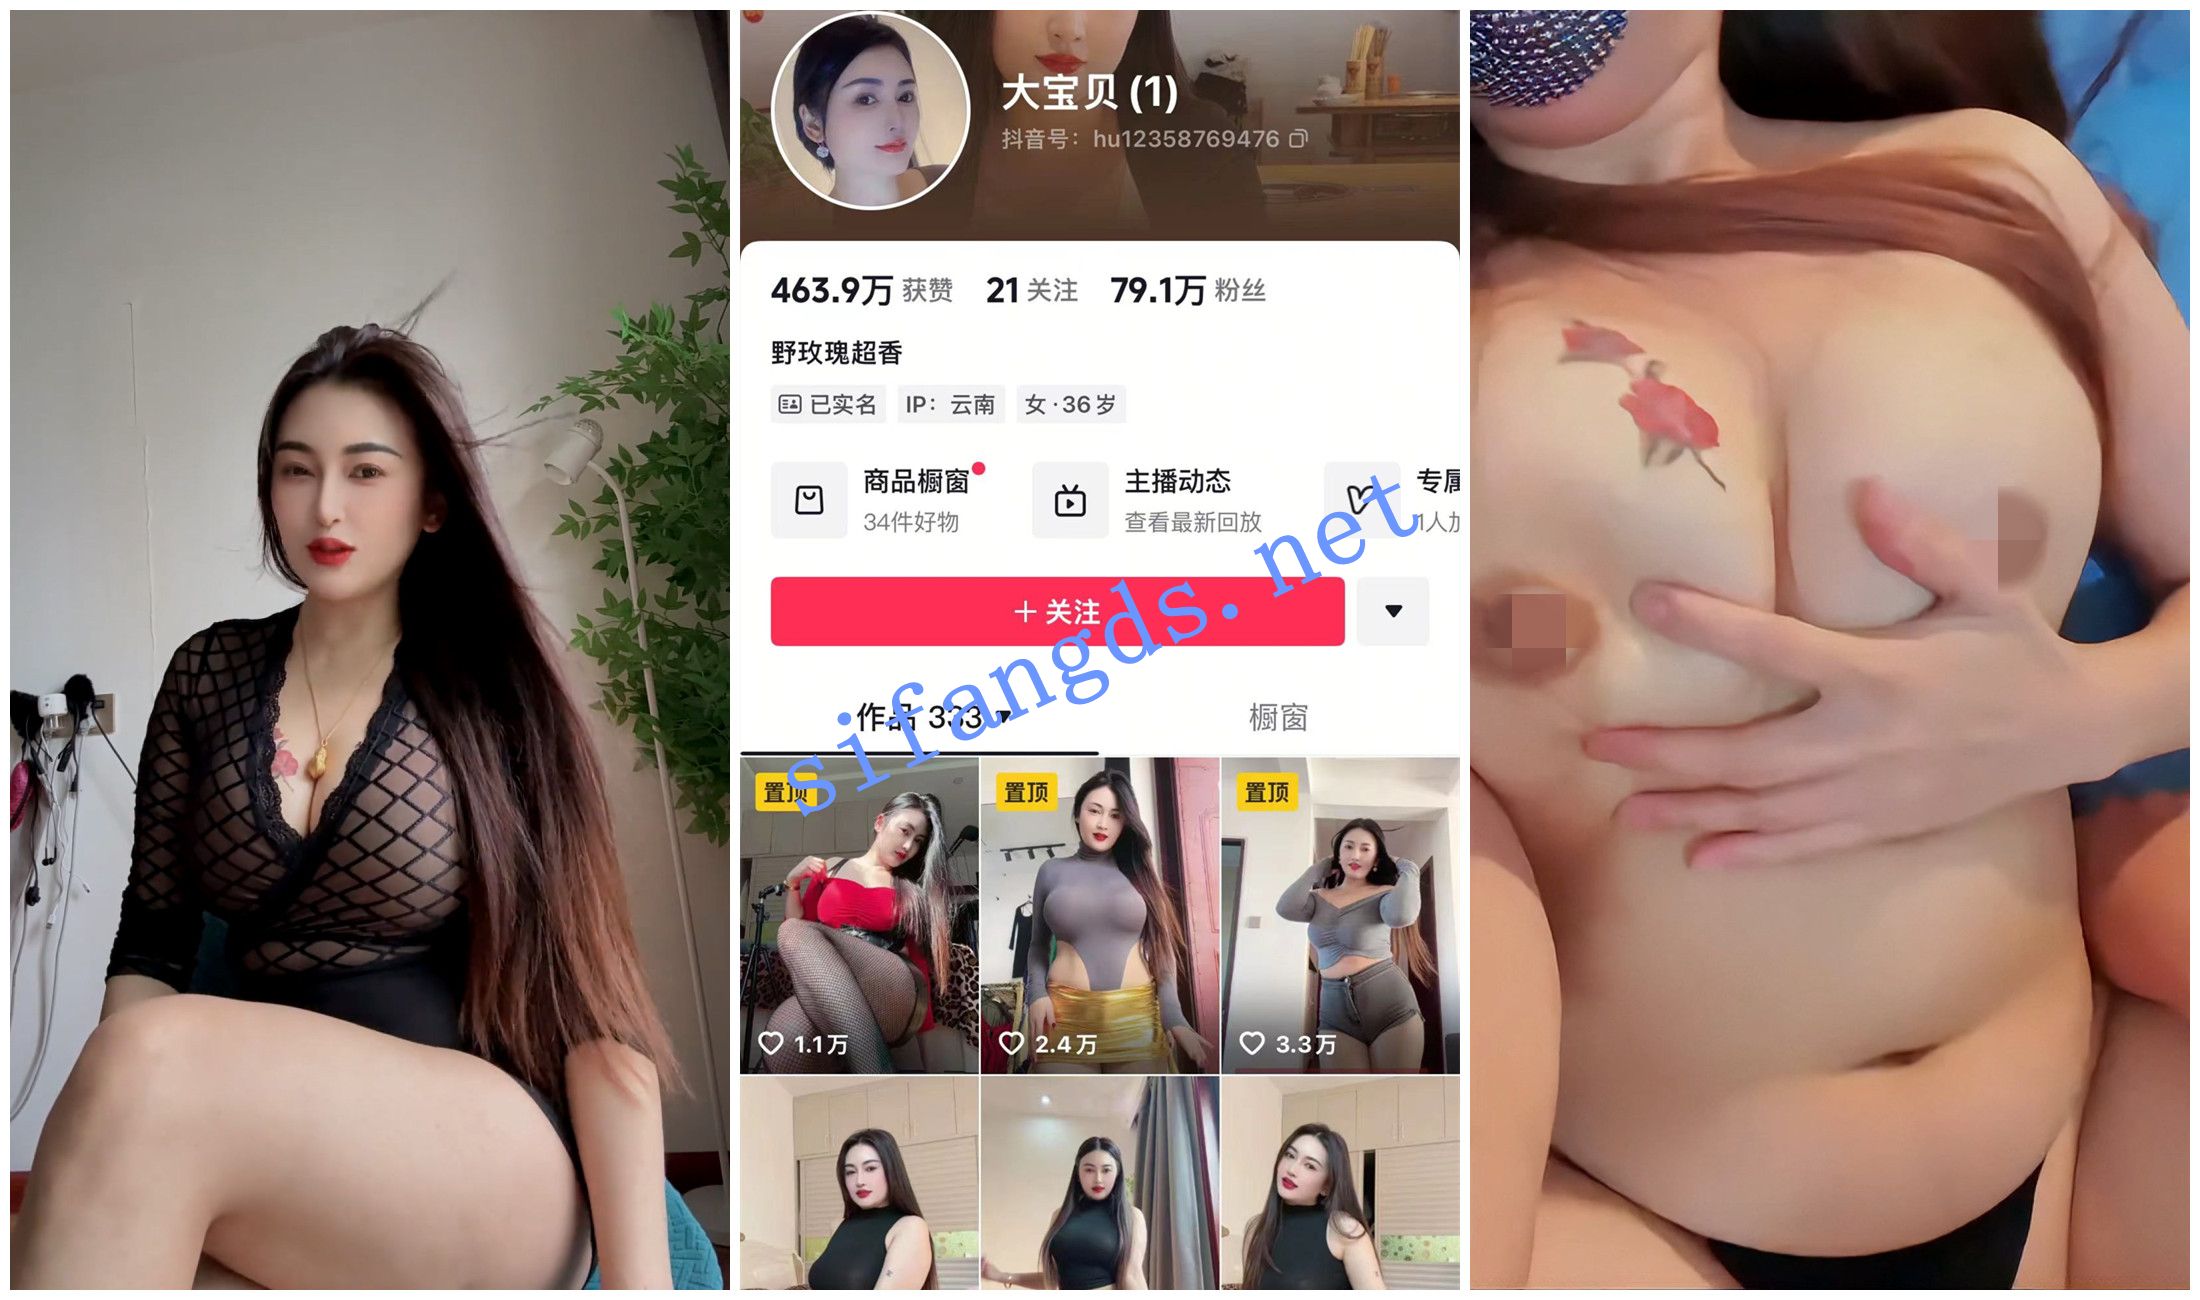 大宝贝 (1)
抖音号：hu12358769476
463.9万 获赞 21 关注 79.1万 粉丝
野玫瑰超香
已实名 IP：云南 女·36岁
商品橱窗 主播动态 专属
34件好物 查看最新回放 1人加
+ 关注
作品 333 橱窗
sifangds.net
置顶 置顶 置顶
1.1万 2.4万 3.3万